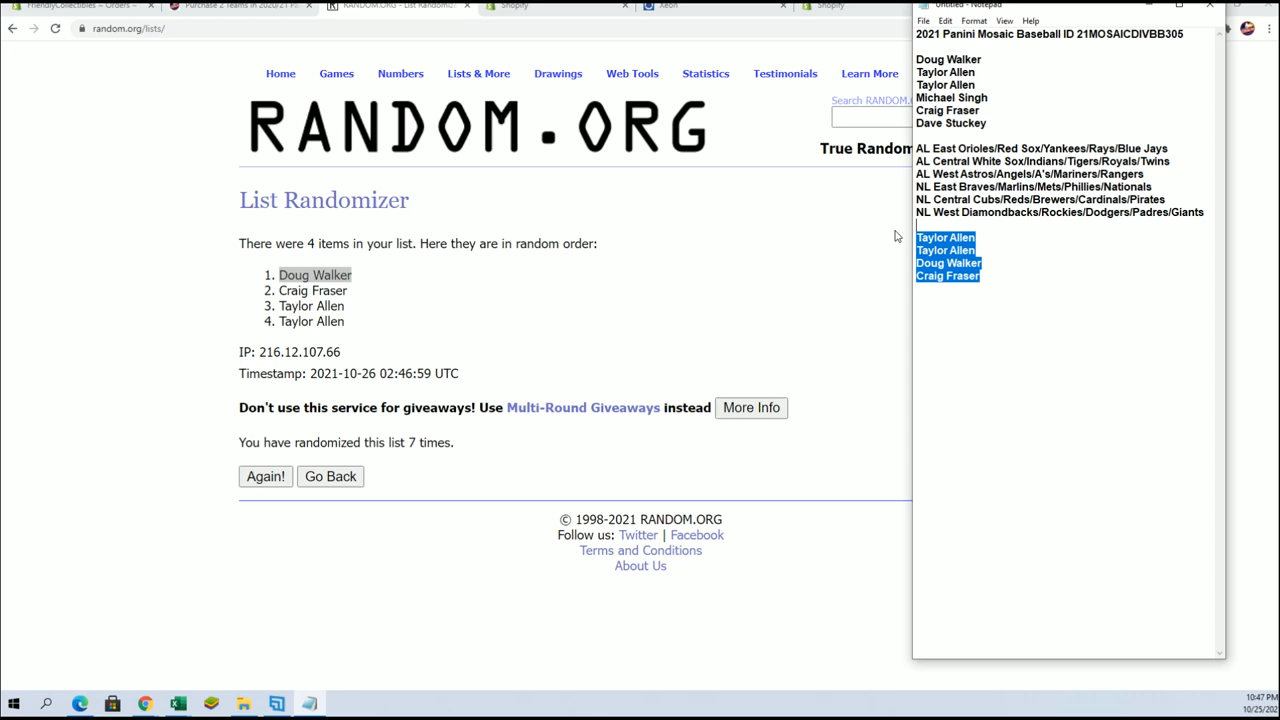 FriendlyCollectibles ~ Orders ~
Purchase 2 Teams in 2020/21 P
RANDOM.ORG - List Randomizer
Shopify
Xeon
Shopify
random.org/lists/
Home Games Numbers Lists & More Drawings Web Tools Statistics Testimonials Learn More
RANDOM.ORG
Search RANDOM.
True Random
List Randomizer
There were 4 items in your list. Here they are in random order:
1. Doug Walker
2. Craig Fraser
3. Taylor Allen
4. Taylor Allen
IP: 216.12.107.66
Timestamp: 2021-10-26 02:46:59 UTC
Don't use this service for giveaways! Use Multi-Round Giveaways instead More Info
You have randomized this list 7 times.
Again! Go Back
© 1998-2021 RANDOM.ORG
Follow us: Twitter | Facebook
Terms and Conditions
About Us
Untitled - Notepad
File Edit Format View Help
2021 Panini Mosaic Baseball ID 21MOSAICDIVBB305
Doug Walker
Taylor Allen
Taylor Allen
Michael Singh
Craig Fraser
Dave Stuckey
AL East Orioles/Red Sox/Yankees/Rays/Blue Jays
AL Central White Sox/Indians/Tigers/Royals/Twins
AL West Astros/Angels/A's/Mariners/Rangers
NL East Braves/Marlins/Mets/Phillies/Nationals
NL Central Cubs/Reds/Brewers/Cardinals/Pirates
NL West Diamondbacks/Rockies/Dodgers/Padres/Giants
Taylor Allen
Taylor Allen
Doug Walker
Craig Fraser
10:47 PM
10/25/202